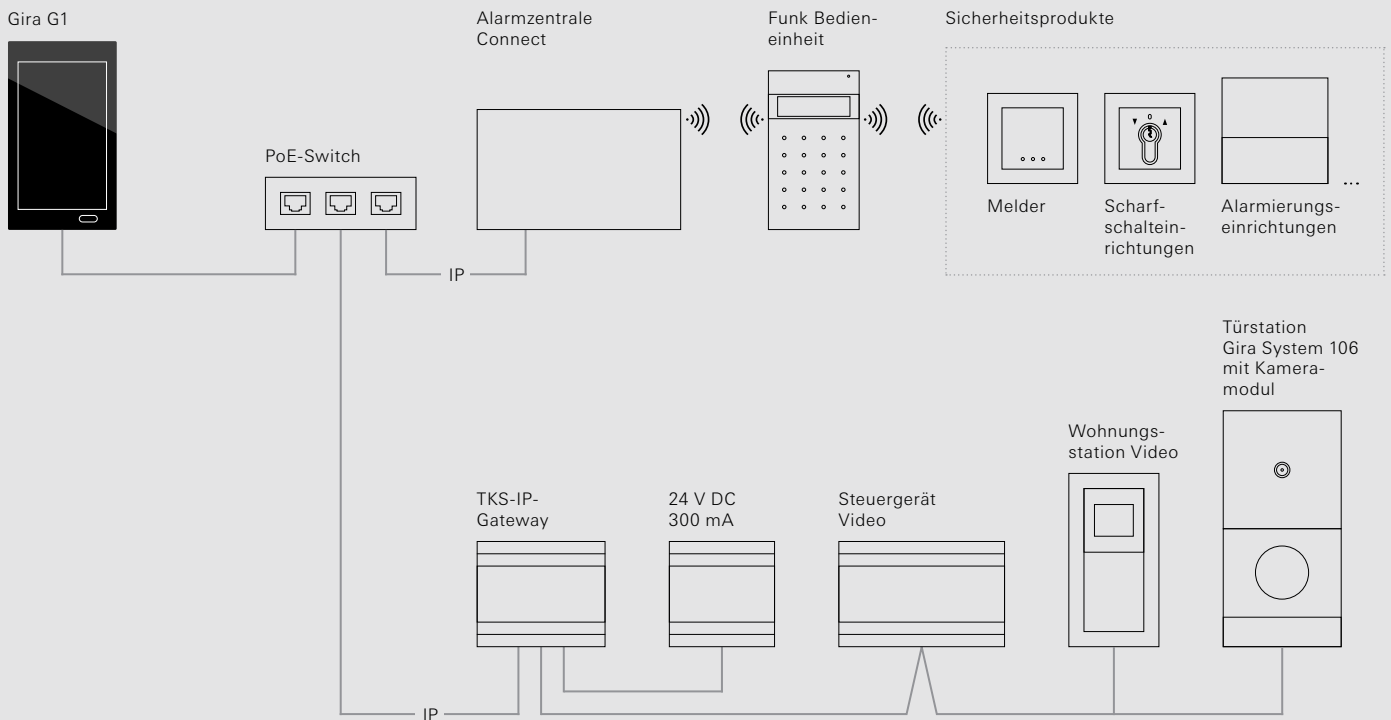 Gira G1
Alarmzentrale
Connect
Funk Bedien-
einheit
Sicherheitsprodukte
PoE-Switch
0
Melder
Scharf-
schaltein-
richtungen
Alarmierungs-
einrichtungen
...
IP
Türstation
Gira System 106
mit Kamera-
modul
Wohnungs-
station Video
TKS-IP-
Gateway
24 V DC
300 mA
Steuergerät
Video
IP